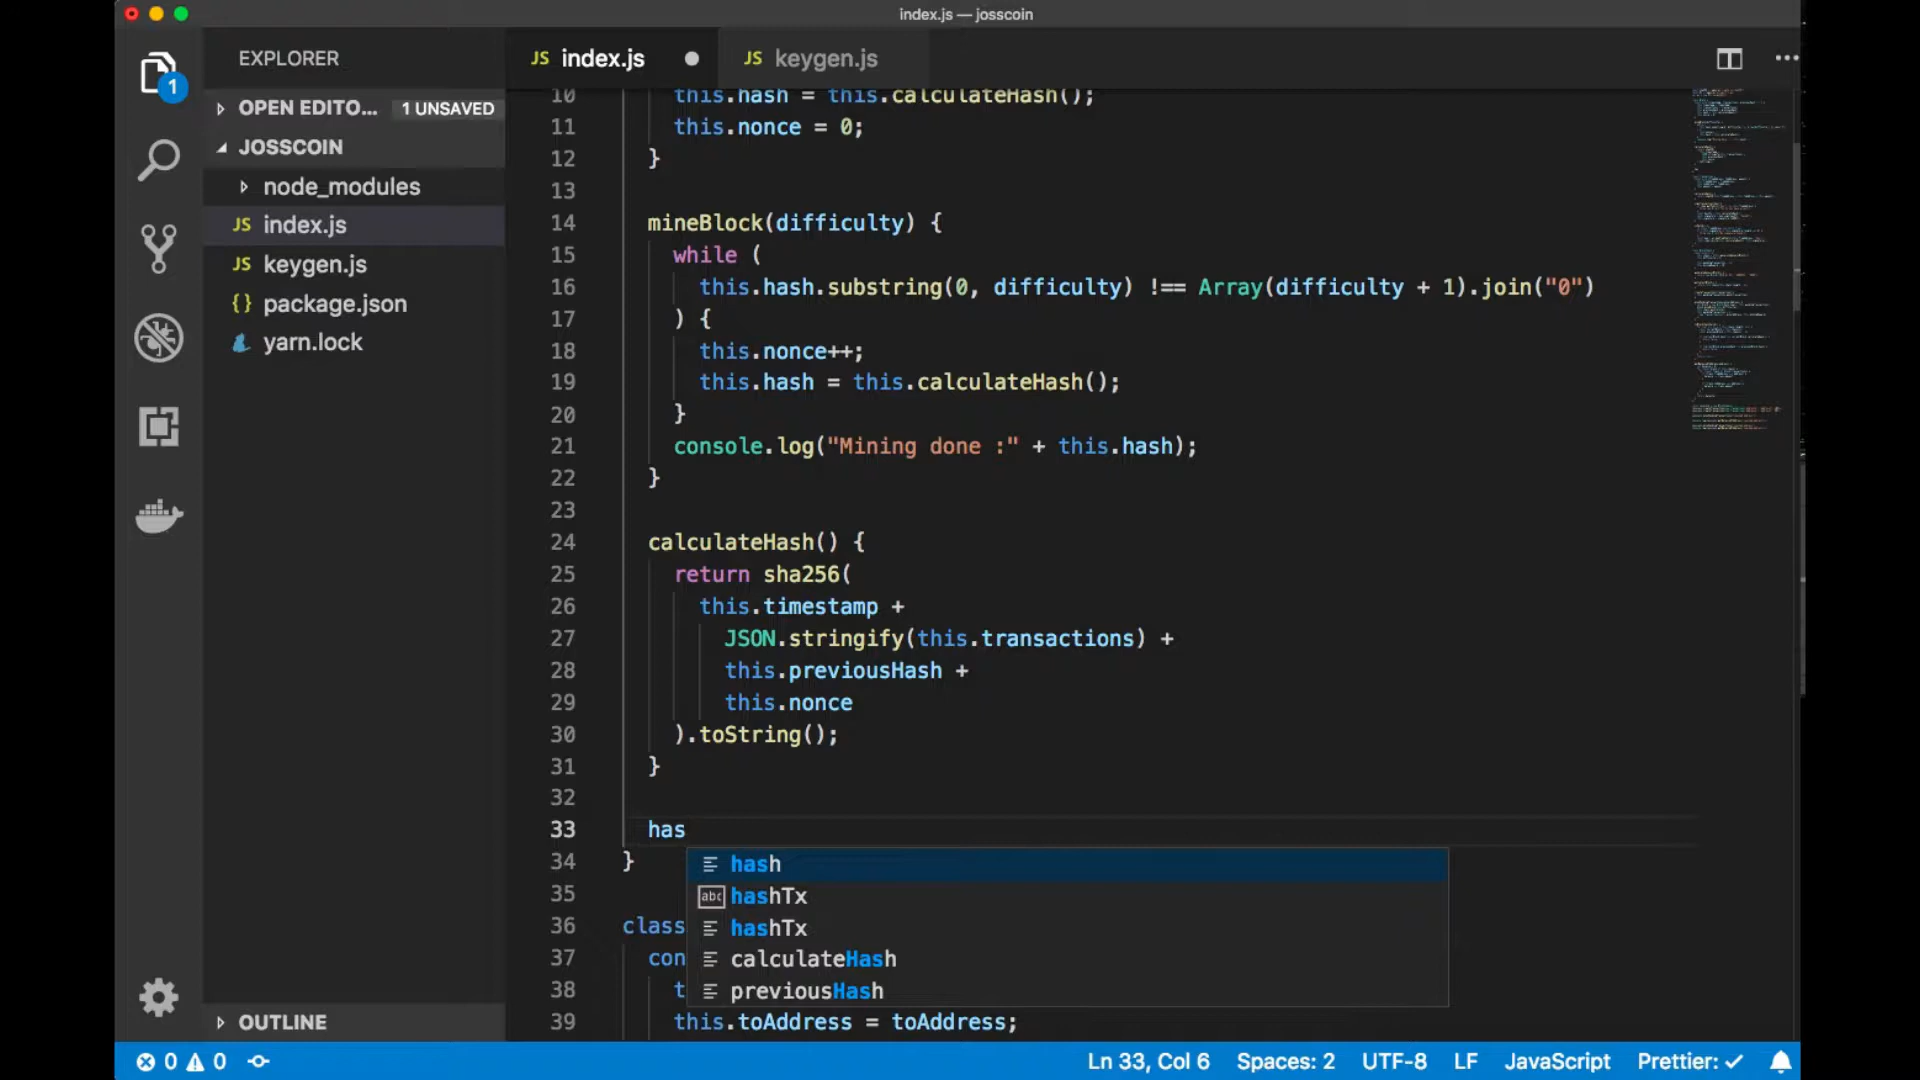 index.js — josscoin
EXPLORER
JS index.js
JS keygen.js
1
OPEN EDITO... 1 UNSAVED
JOSSCOIN
node_modules
JS index.js
JS keygen.js
{} package.json
yarn.lock
OUTLINE
10 this.hash = this.calculateHash();
11 this.nonce = 0;
12 }
13
14 mineBlock(difficulty) {
15 while (
16 this.hash.substring(0, difficulty) !== Array(difficulty + 1).join("0")
17 ) {
18 this.nonce++;
19 this.hash = this.calculateHash();
20 }
21 console.log("Mining done :" + this.hash);
22 }
23
24 calculateHash() {
25 return sha256(
26 this.timestamp +
27 JSON.stringify(this.transactions) +
28 this.previousHash +
29 this.nonce
30 ).toString();
31 }
32
33 has
34 }
35
36 class
37 con
38 t
39 this.toAddress = toAddress;
hash
abc hashTx
hashTx
calculateHash
previousHash
0 0
Ln 33, Col 6 Spaces: 2 UTF-8 LF JavaScript Prettier: ✓